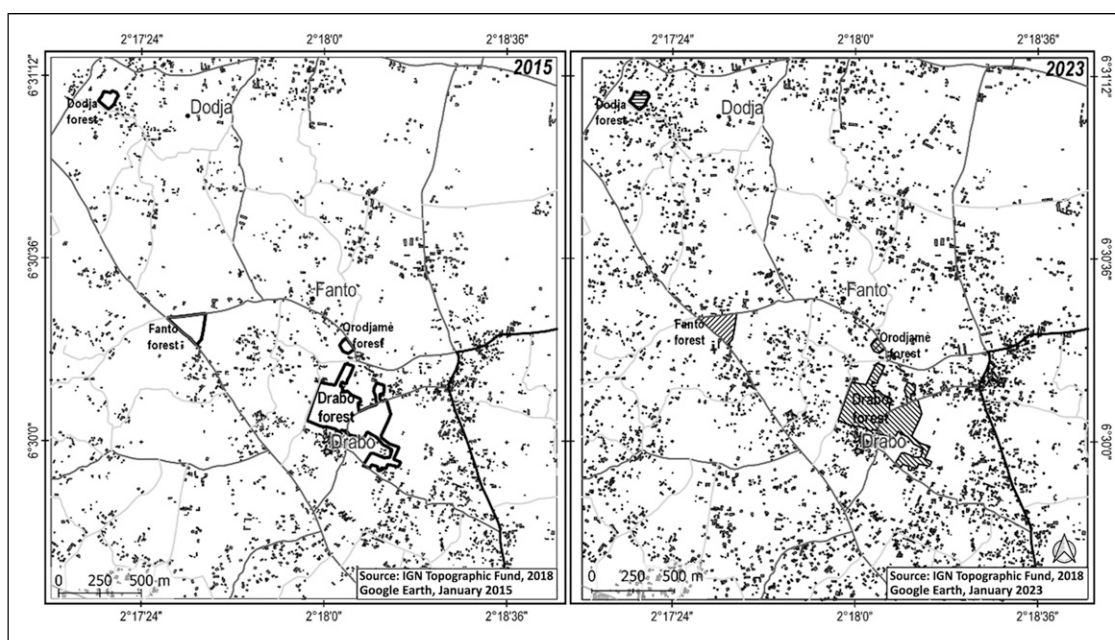 2°17'24" 2°18'0" 2°18'36"
2015
6°31'12"
Dodja
forest
Dodja
6°30'36"
Fanto
Fanto
forest
Orodjamè
forest
Drabo
forest
6°30'0"
Drabo
0 250 500 m
Source: IGN Topographic Fund, 2018
Google Earth, January 2015
2°17'24" 2°18'0" 2°18'36"
2°17'24" 2°18'0" 2°18'36"
2023
6°31'12"
Dodja
forest
Dodja
6°30'36"
Fanto
Fanto
forest
Orodjamè
forest
Drabo
forest
6°30'0"
Drabo
0 250 500 m
Source: IGN Topographic Fund, 2018
Google Earth, January 2023
2°17'24" 2°18'0" 2°18'36"